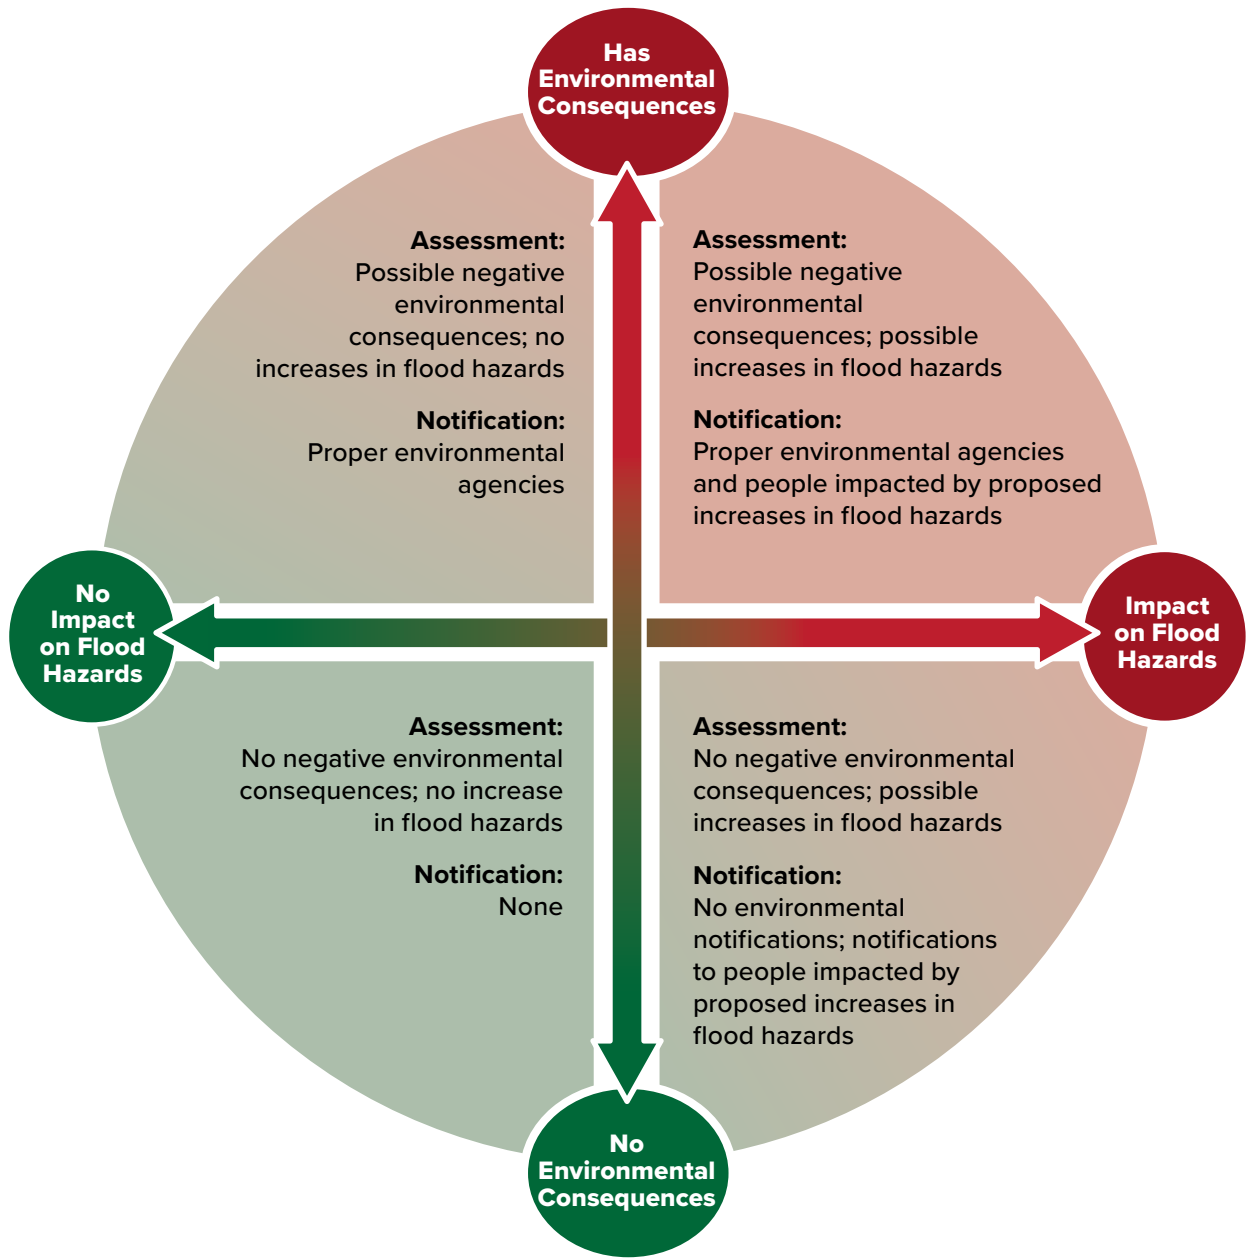 Has
Environmental
Consequences
Assessment:
Possible negative
environmental
consequences; no
increases in flood hazards
Notification:
Proper environmental
agencies
Assessment:
Possible negative
environmental
consequences; possible
increases in flood hazards
Notification:
Proper environmental agencies
and people impacted by proposed
increases in flood hazards
No
Impact
on Flood
Hazards
Impact
on Flood
Hazards
Assessment:
No negative environmental
consequences; no increase
in flood hazards
Notification:
None
Assessment:
No negative environmental
consequences; possible
increases in flood hazards
Notification:
No environmental
notifications; notifications
to people impacted by
proposed increases in
flood hazards
No
Environmental
Consequences